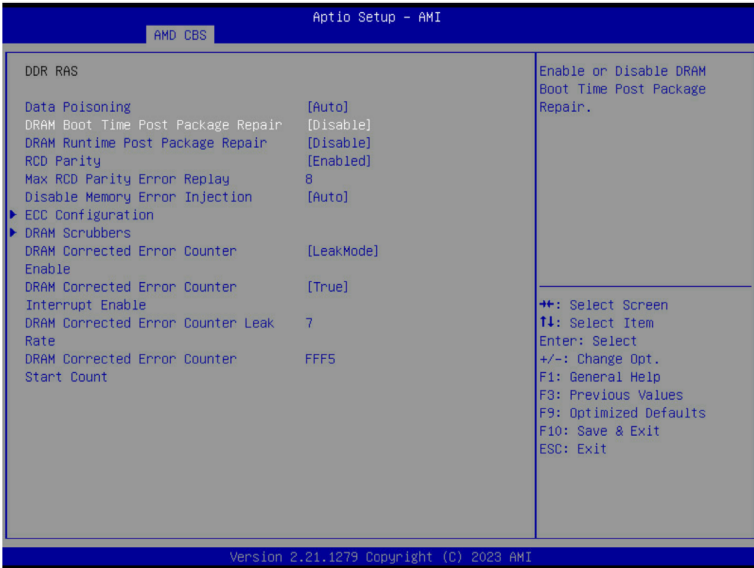 Aptio Setup - AMI
AMD CBS
DDR RAS
Data Poisoning [Auto]
DRAM Boot Time Post Package Repair [Disable]
DRAM Runtime Post Package Repair [Disable]
RCD Parity [Enabled]
Max RCD Parity Error Replay 8
Disable Memory Error Injection [Auto]
ECC Configuration
DRAM Scrubbers
DRAM Corrected Error Counter [LeakMode]
Enable
DRAM Corrected Error Counter [True]
Interrupt Enable
DRAM Corrected Error Counter Leak 7
Rate
DRAM Corrected Error Counter FFF5
Start Count
Enable or Disable DRAM
Boot Time Post Package
Repair.
→←: Select Screen
↑↓: Select Item
Enter: Select
+/-: Change Opt.
F1: General Help
F3: Previous Values
F9: Optimized Defaults
F10: Save & Exit
ESC: Exit
Version 2.21.1279 Copyright (C) 2023 AMI